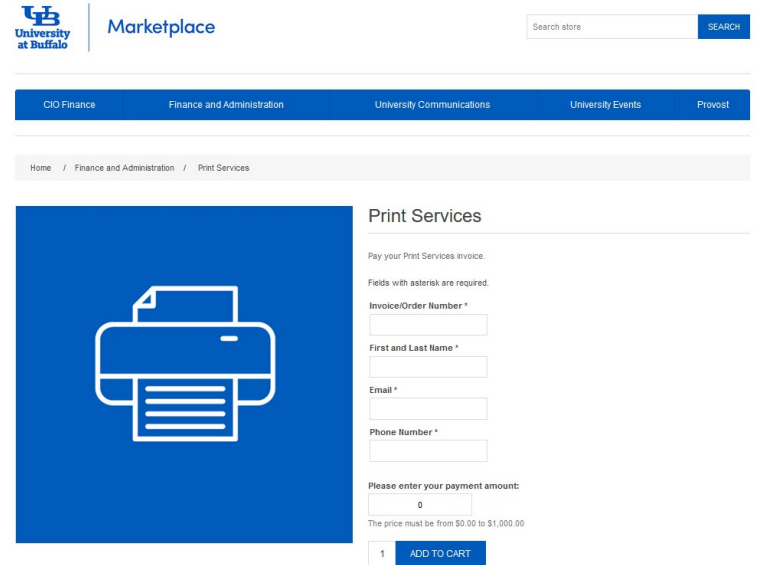 UB
University
at Buffalo
Marketplace
Search store
SEARCH
CIO Finance
Finance and Administration
University Communications
University Events
Provost
Home / Finance and Administration / Print Services
Print Services
Pay your Print Services invoice.
Fields with asterisk are required.
Invoice/Order Number *
First and Last Name *
Email *
Phone Number *
Please enter your payment amount:
0
The price must be from $0.00 to $1,000.00
1
ADD TO CART